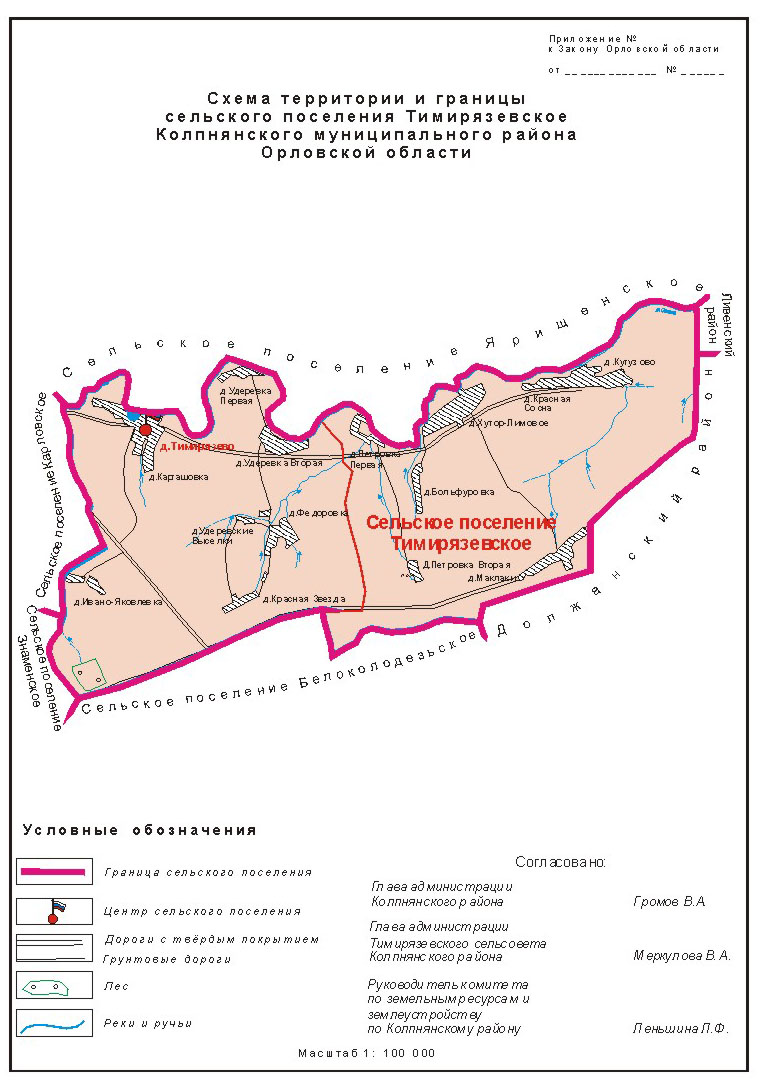 Приложение №
к Закону Орловской области
от _____________ № ______
Схема территории и границы
сельского поселения Тимирязевское
Колпнянского муниципального района
Орловской области
Сельское поселение Ярищенское
Ливенский
район
Должанский район
Сельское поселение Карловское
Сельское поселение
Знаменское
Сельское поселение Белоколодезьское
д.Кутузово
д.Красная
Сосна
д.Хутор-Лимовое
д.Удеревка
Первая
д.Тимирязево
д.Удеревка Вторая
д.Петровка
Первая
д.Карташовка
д.Больфуровка
д.Федоровка
д.Удеревские
Выселки
Сельское поселение
Тимирязевское
Д.Петровка Вторая
д.Маклаки
д.Ивано-Яковлевка
д.Красная Звезда
Условные обозначения
Граница сельского поселения
Центр сельского поселения
Дороги с твёрдым покрытием
Грунтовые дороги
Лес
Реки и ручьи
Согласовано:
Глава администрации
Колпнянского района Громов В.А.
Глава администрации
Тимирязевского сельсовета
Колпнянского района Меркулова В.А.
Руководитель комитета
по земельным ресурсам и
землеустройству
по Колпнянскому району Леньшина Л.Ф.
Масштаб 1: 100 000